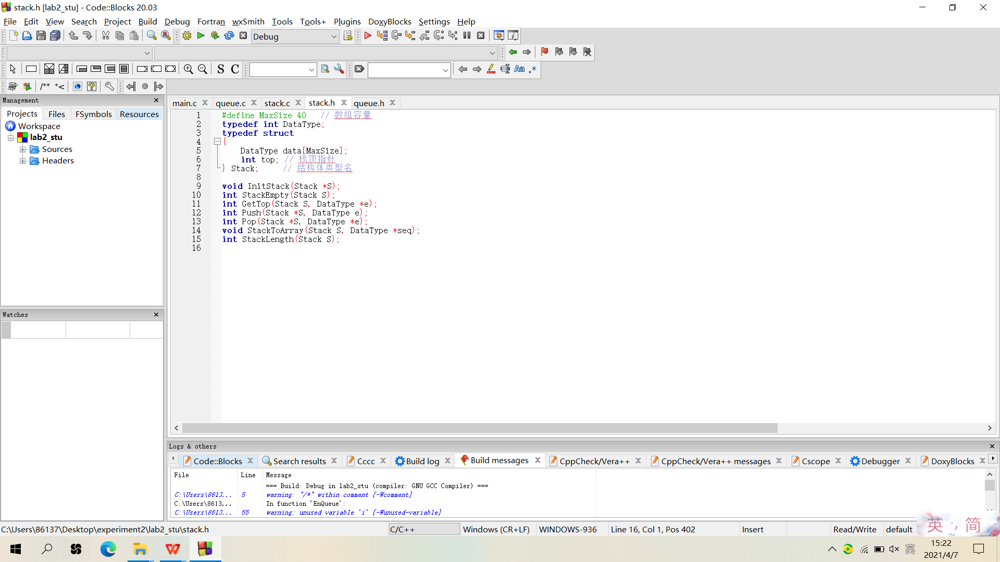 stack.h [lab2_stu] - Code::Blocks 20.03
File Edit View Search Project Build Debug Fortran wxSmith Tools Tools+ Plugins DoxyBlocks Settings Help
Debug
S C
Aa .*
/** *<
Management
Projects Files FSymbols Resources
Workspace
lab2_stu
Sources
Headers
Watches
main.c queue.c stack.c stack.h queue.h
1 #define MaxSize 40 // 数组容量
2 typedef int DataType;
3 typedef struct
4 {
5 DataType data[MaxSize];
6 int top; // 栈顶指针
7 } Stack; // 结构体类型名
8
9 void InitStack(Stack *S);
10 int StackEmpty(Stack S);
11 int GetTop(Stack S, DataType *e);
12 int Push(Stack *S, DataType e);
13 int Pop(Stack *S, DataType *e);
14 void StackToArray(Stack S, DataType *seq);
15 int StackLength(Stack S);
16
Logs & others
Code::Blocks Search results Cccc Build log Build messages CppCheck/Vera++ CppCheck/Vera++ messages Cscope Debugger DoxyBlocks
File Line Message
=== Build: Debug in lab2_stu (compiler: GNU GCC Compiler) ===
C:\Users\8613... 5 warning: "/*" within comment [-Wcomment]
C:\Users\8613... In function 'EnQueue':
C:\Users\8613... 55 warning: unused variable 'i' [-Wunused-variable]
C:\Users\86137\Desktop\experiment2\lab2_stu\stack.h C/C++ Windows (CR+LF) WINDOWS-936 Line 16, Col 1, Pos 402 Insert Read/Write default
英 ·, 简
英
15:22
2021/4/7